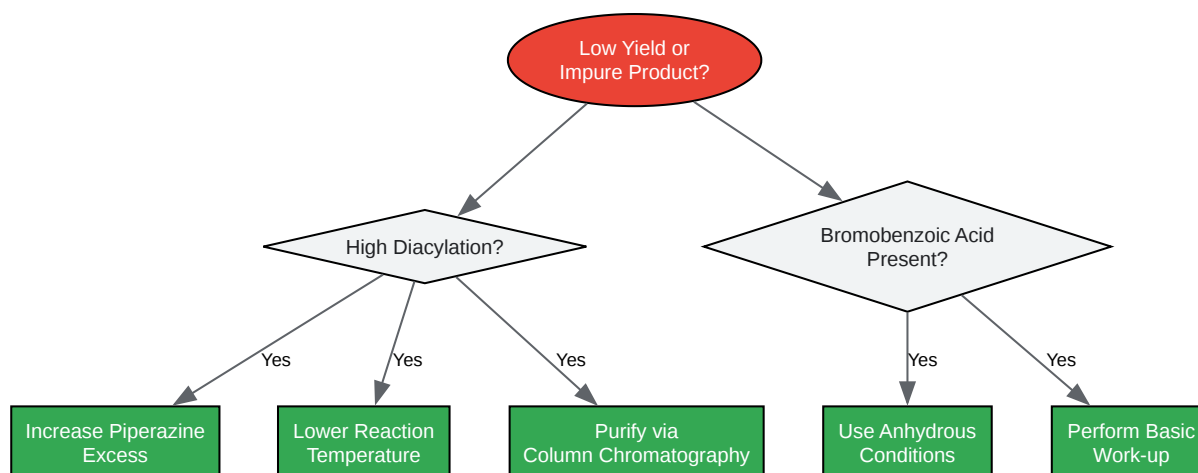 Low Yield or
Impure Product?
High Diacylation?
Bromobenzoic Acid
Present?
Yes
Yes
Yes
Yes
Yes
Increase Piperazine
Excess
Lower Reaction
Temperature
Purify via
Column Chromatography
Use Anhydrous
Conditions
Perform Basic
Work-up